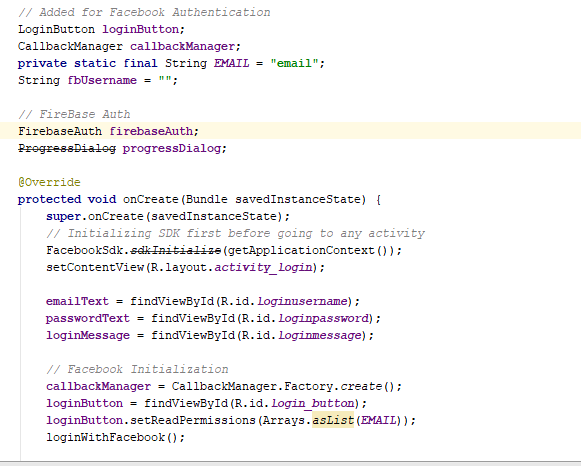 // Added for Facebook Authentication
LoginButton loginButton;
CallbackManager callbackManager;
private static final String EMAIL = "email";
String fbUsername = "";
// FireBase Auth
FirebaseAuth firebaseAuth;
ProgressDialog progressDialog;
@Override
protected void onCreate(Bundle savedInstanceState) {
super.onCreate(savedInstanceState);
// Initializing SDK first before going to any activity
FacebookSdk.sdkInitialize(getApplicationContext());
setContentView(R.layout.activity_login);
emailText = findViewById(R.id.loginusername);
passwordText = findViewById(R.id.loginpassword);
loginMessage = findViewById(R.id.loginmessage);
// Facebook Initialization
callbackManager = CallbackManager.Factory.create();
loginButton = findViewById(R.id.login_button);
loginButton.setReadPermissions(Arrays.asList(EMAIL));
loginWithFacebook();